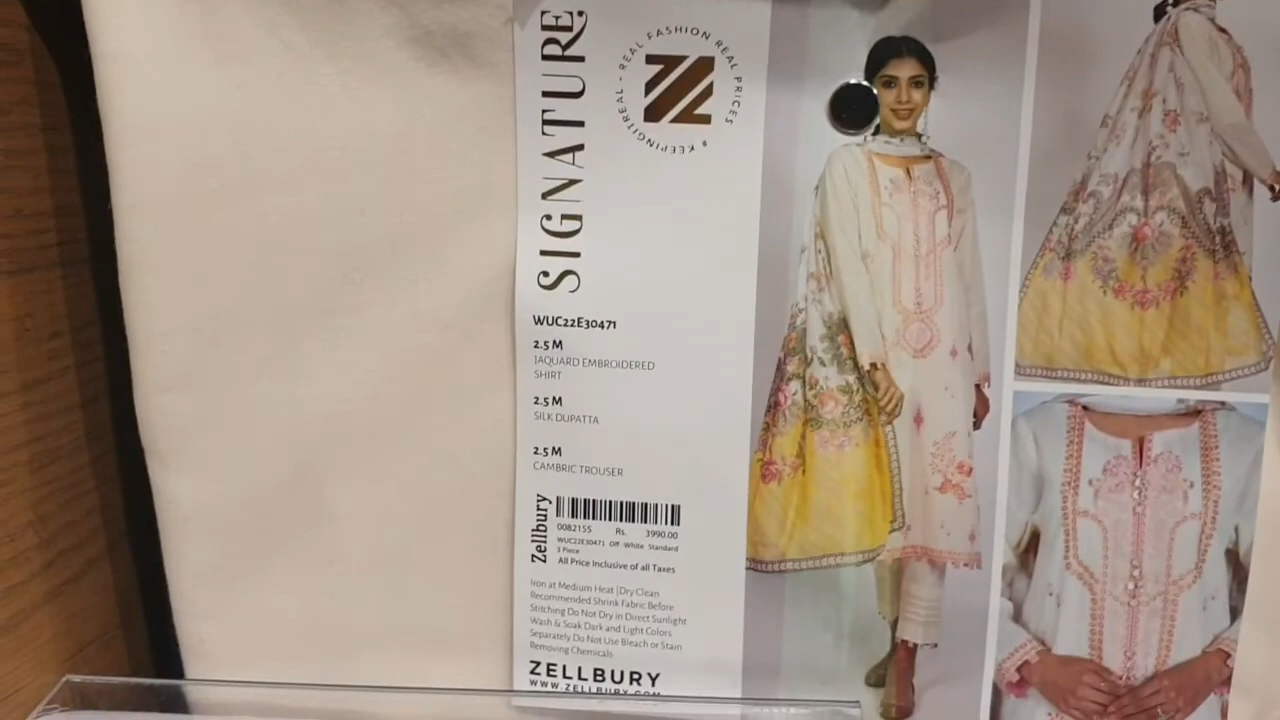 SIGNATURE
REAL FASHION REAL PRICES
# KEEPINGITREAL -
WUC22E30471
2.5 M
JAQUARD EMBROIDERED
SHIRT
2.5 M
SILK DUPATTA
2.5 M
CAMBRIC TROUSER
Zellbury
0082155 Rs. 3990.00
WUC22E30471 Off White Standard
3 Piece
All Price Inclusive of all Taxes
Iron at Medium Heat |Dry Clean
Recommended Shrink Fabric Before
Stitching Do Not Dry in Direct Sunlight
Wash & Soak Dark and Light Colors
Separately Do Not Use Bleach or Stain
Removing Chemicals
ZELLBURY
WWW.ZELLBURY.COM